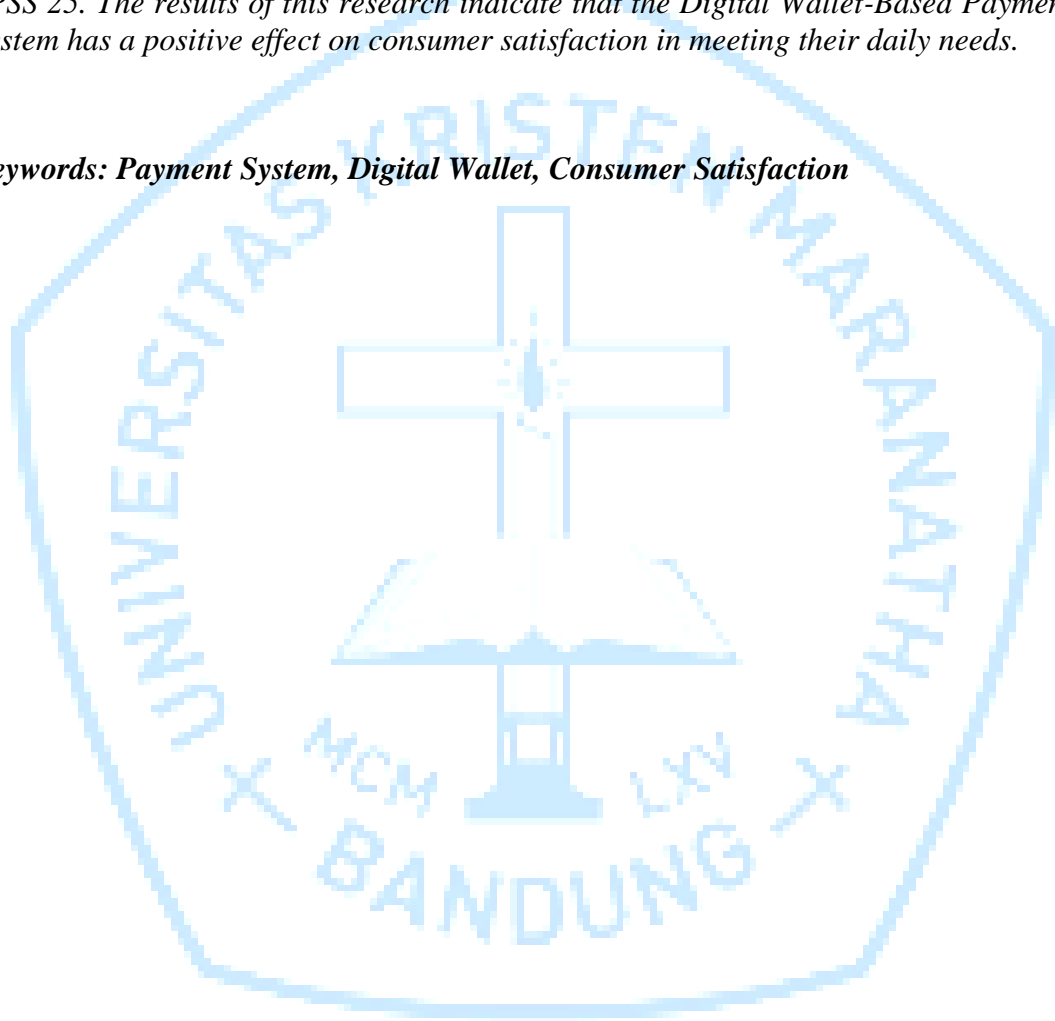 PSS 25. The results of this research indicate that the Digital Wallet-Based Paymen
stem has a positive effect on consumer satisfaction in meeting their daily needs.
eywords: Payment System, Digital Wallet, Consumer Satisfaction
UNIVERSITAS KRISTEN MARANATHA
MCM LXV
BANDUNG